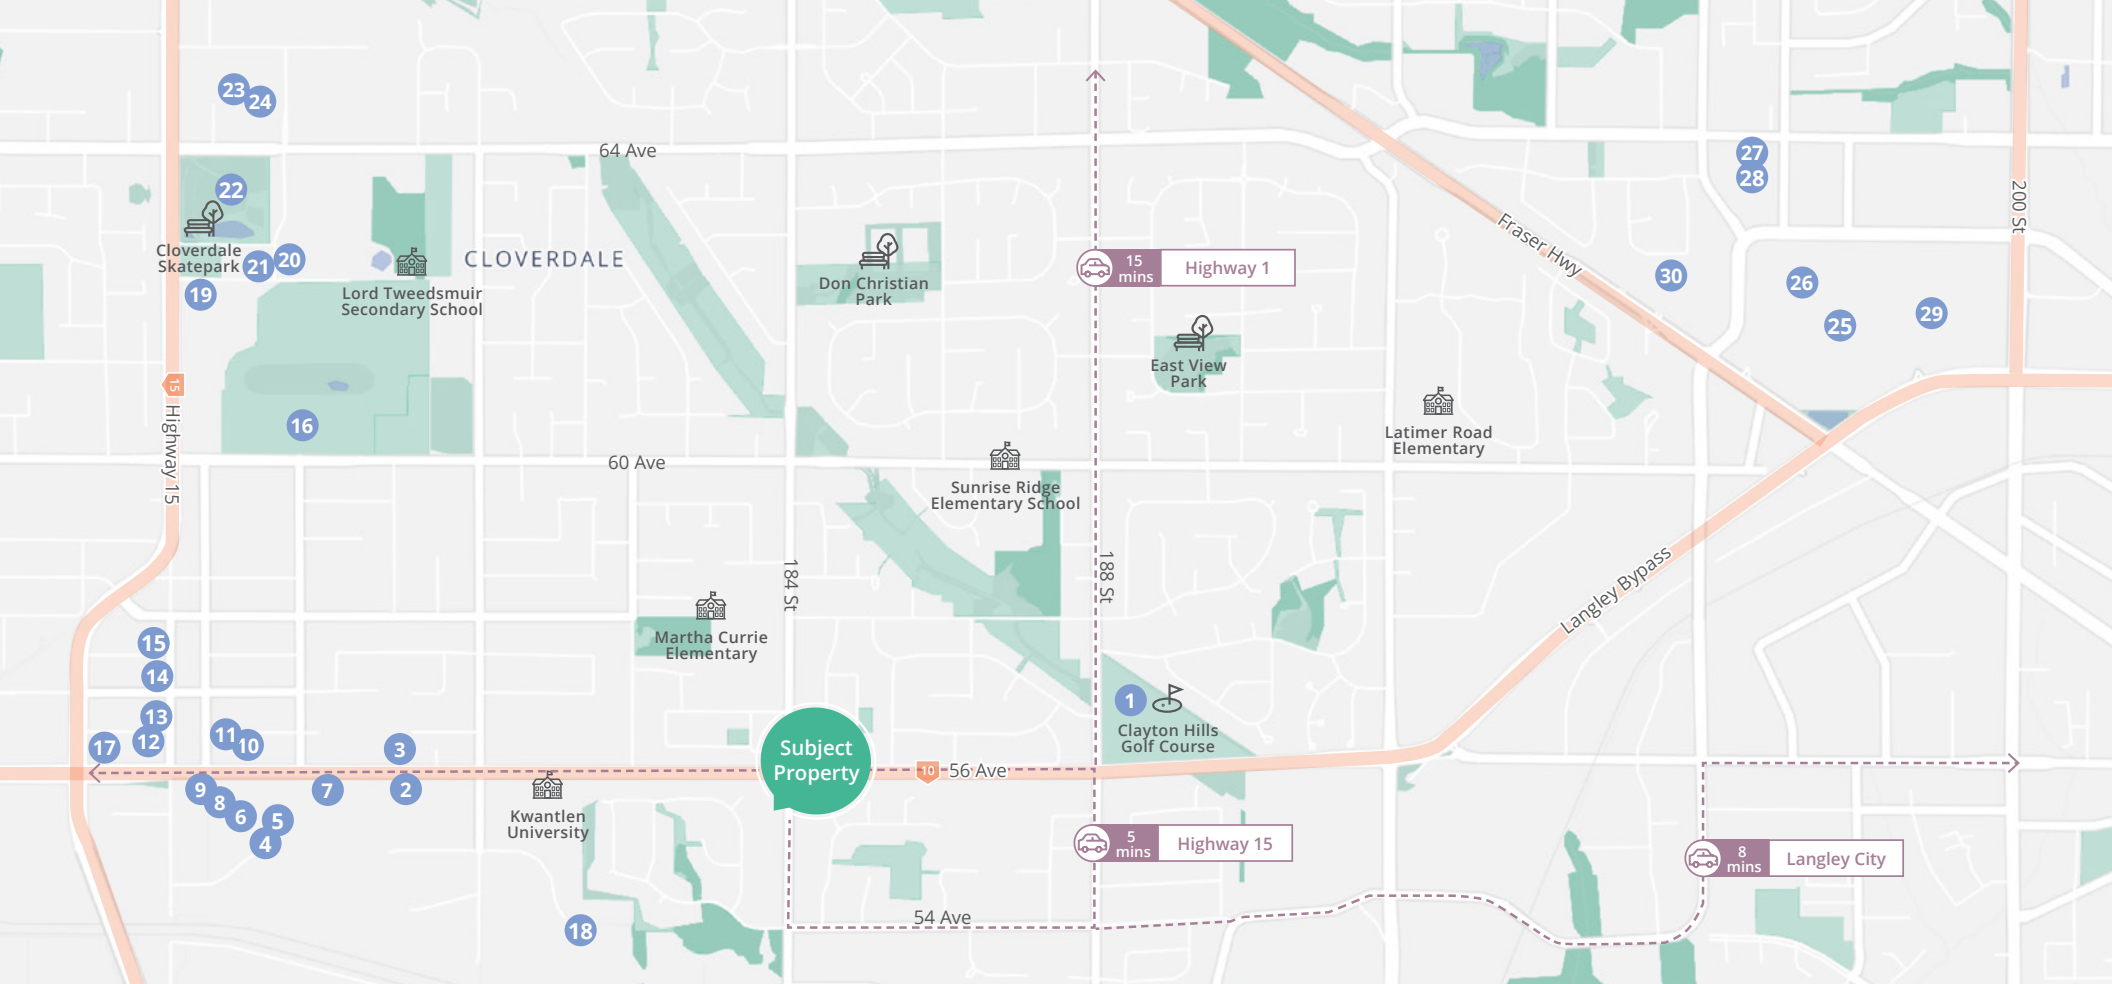 23
24
64 Ave
27
28
22
200 St
Cloverdale
Skatepark
21
20
19
CLOVERDALE
Lord Tweedsmuir
Secondary School
Don Christian
Park
15
mins
Highway 1
Fraser Hwy
30
26
25
29
East View
Park
15
Highway 15
16
Latimer Road
Elementary
60 Ave
Sunrise Ridge
Elementary School
184 St
188 St
Langley Bypass
Martha Currie
Elementary
15
14
13
12
17
11
10
3
1
Clayton Hills
Golf Course
Subject
Property
10
56 Ave
9
8
6
5
4
7
2
Kwantlen
University
5
mins
Highway 15
8
mins
Langley City
54 Ave
18